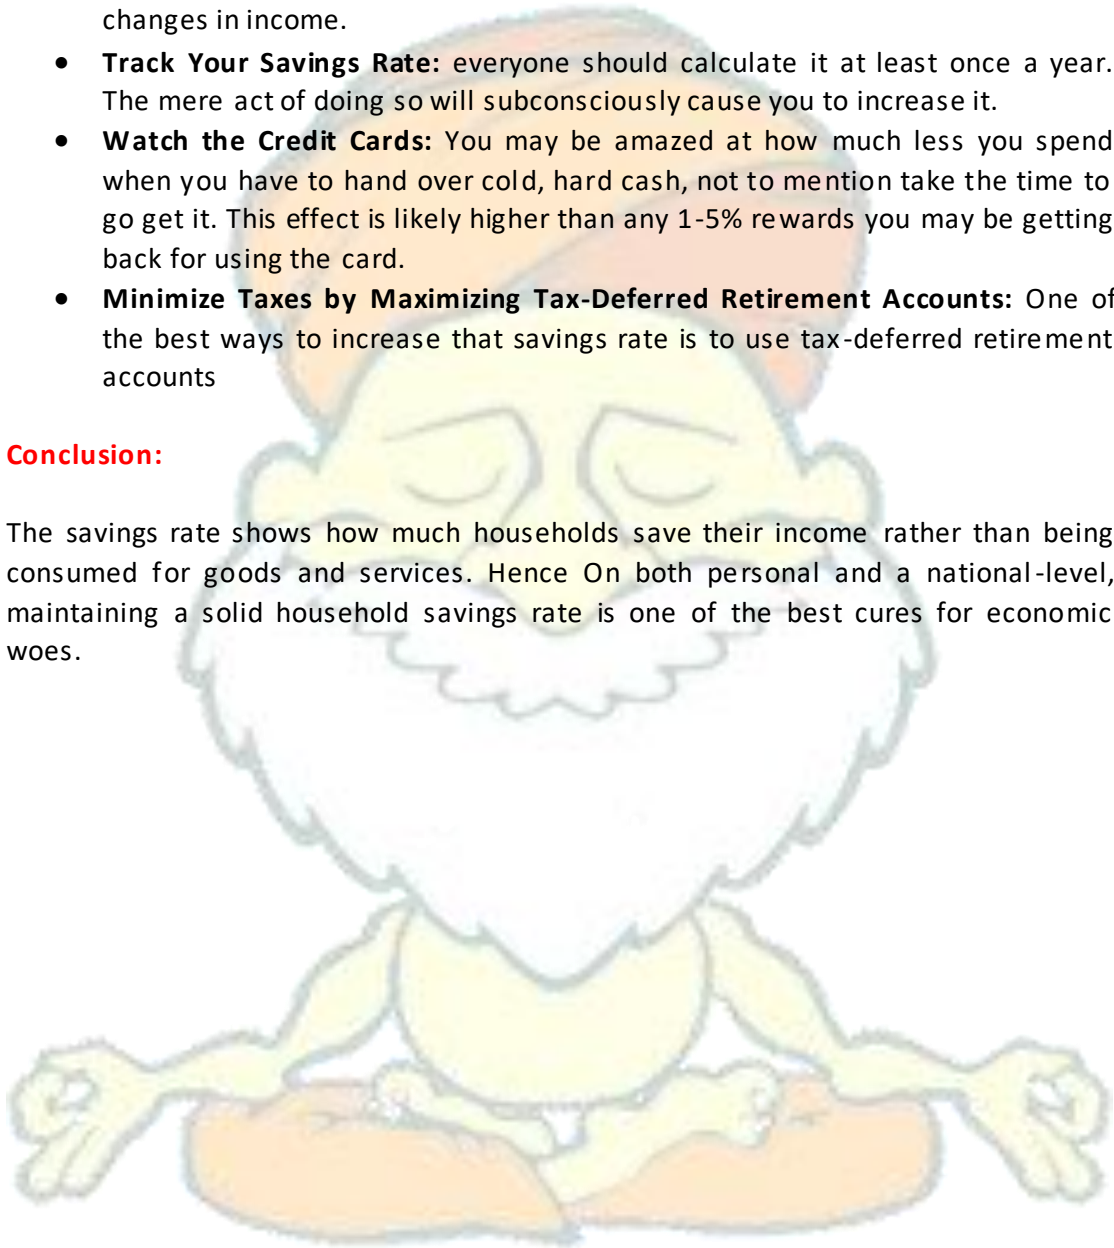 changes in income.
• Track Your Savings Rate: everyone should calculate it at least once a year.
The mere act of doing so will subconsciously cause you to increase it.
• Watch the Credit Cards: You may be amazed at how much less you spend
when you have to hand over cold, hard cash, not to mention take the time to
go get it. This effect is likely higher than any 1-5% rewards you may be getting
back for using the card.
• Minimize Taxes by Maximizing Tax-Deferred Retirement Accounts: One of
the best ways to increase that savings rate is to use tax-deferred retirement
accounts
Conclusion:
The savings rate shows how much households save their income rather than being
consumed for goods and services. Hence On both personal and a national-level,
maintaining a solid household savings rate is one of the best cures for economic
woes.